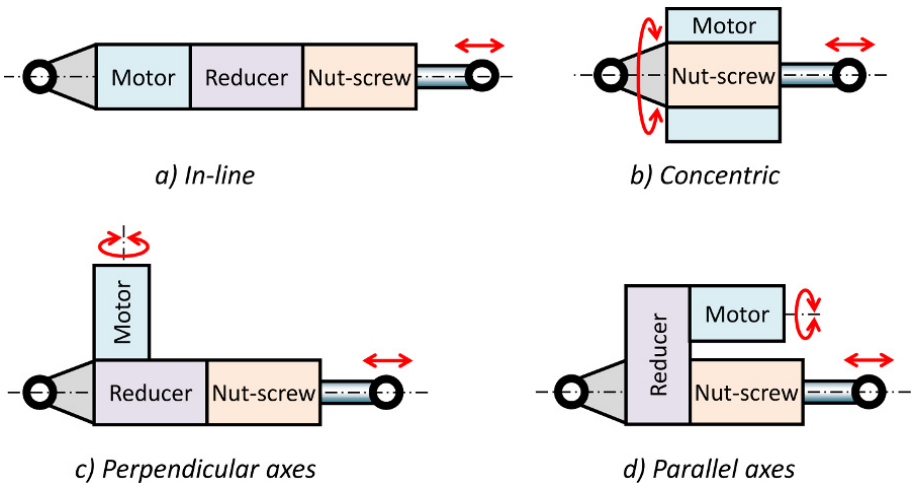 Motor Reducer Nut-screw
a) In-line
Motor
Nut-screw
b) Concentric
Motor
Reducer Nut-screw
c) Perpendicular axes
Reducer
Motor
Nut-screw
d) Parallel axes